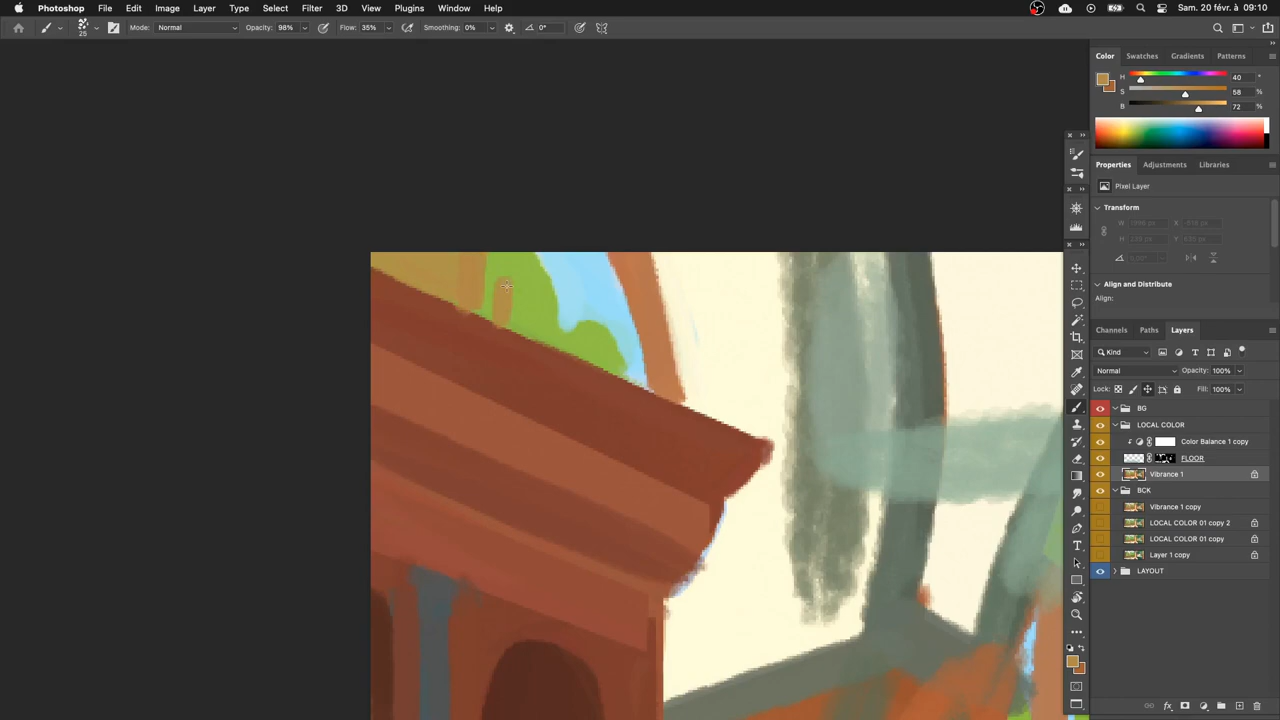 Photoshop File Edit Image Layer Type Select Filter 3D View Plugins Window Help Sam. 20 févr à 09:10
25 Mode: Normal Opacity: 98% Flow: 35% Smoothing: 0% 0°
Color Swatches Gradients Patterns
H 40 °
S 58 %
B 72 %
Properties Adjustments Libraries
Pixel Layer
Transform
Align and Distribute
Align:
Channels Paths Layers
Kind
Normal Opacity: 100%
Lock: Fill: 100%
BG
LOCAL COLOR
Color Balance 1 copy
FLOOR
Vibrance 1
BCK
Vibrance 1 copy
LOCAL COLOR 01 copy 2
LOCAL COLOR 01 copy
Layer 1 copy
LAYOUT